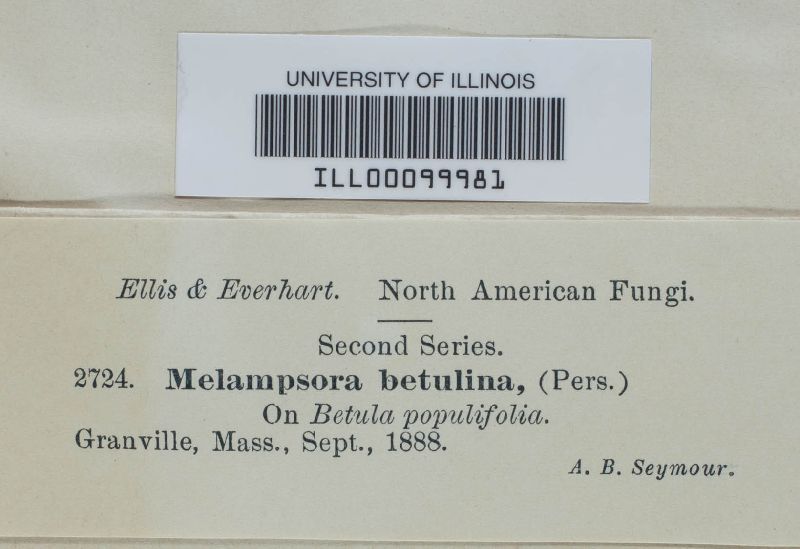 UNIVERSITY OF ILLINOIS
ILL00099981
Ellis & Everhart. North American Fungi.
Second Series.
2724. Melampsora betulina, (Pers.)
On Betula populifolia.
Granville, Mass., Sept., 1888.
A. B. Seymour.